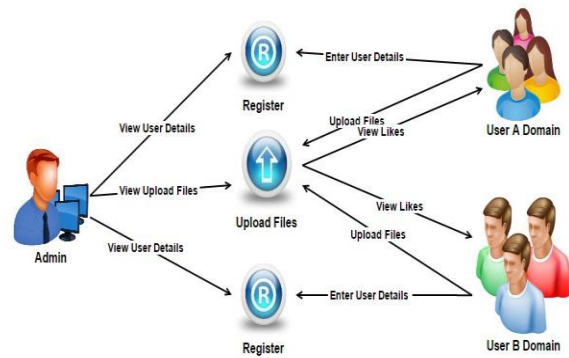 Enter User Details
Register
User A Domain
View User Details
Upload Files
View Likes
View Upload Files
Upload Files
View Likes
Upload Files
Admin
View User Details
Register
Enter User Details
User B Domain